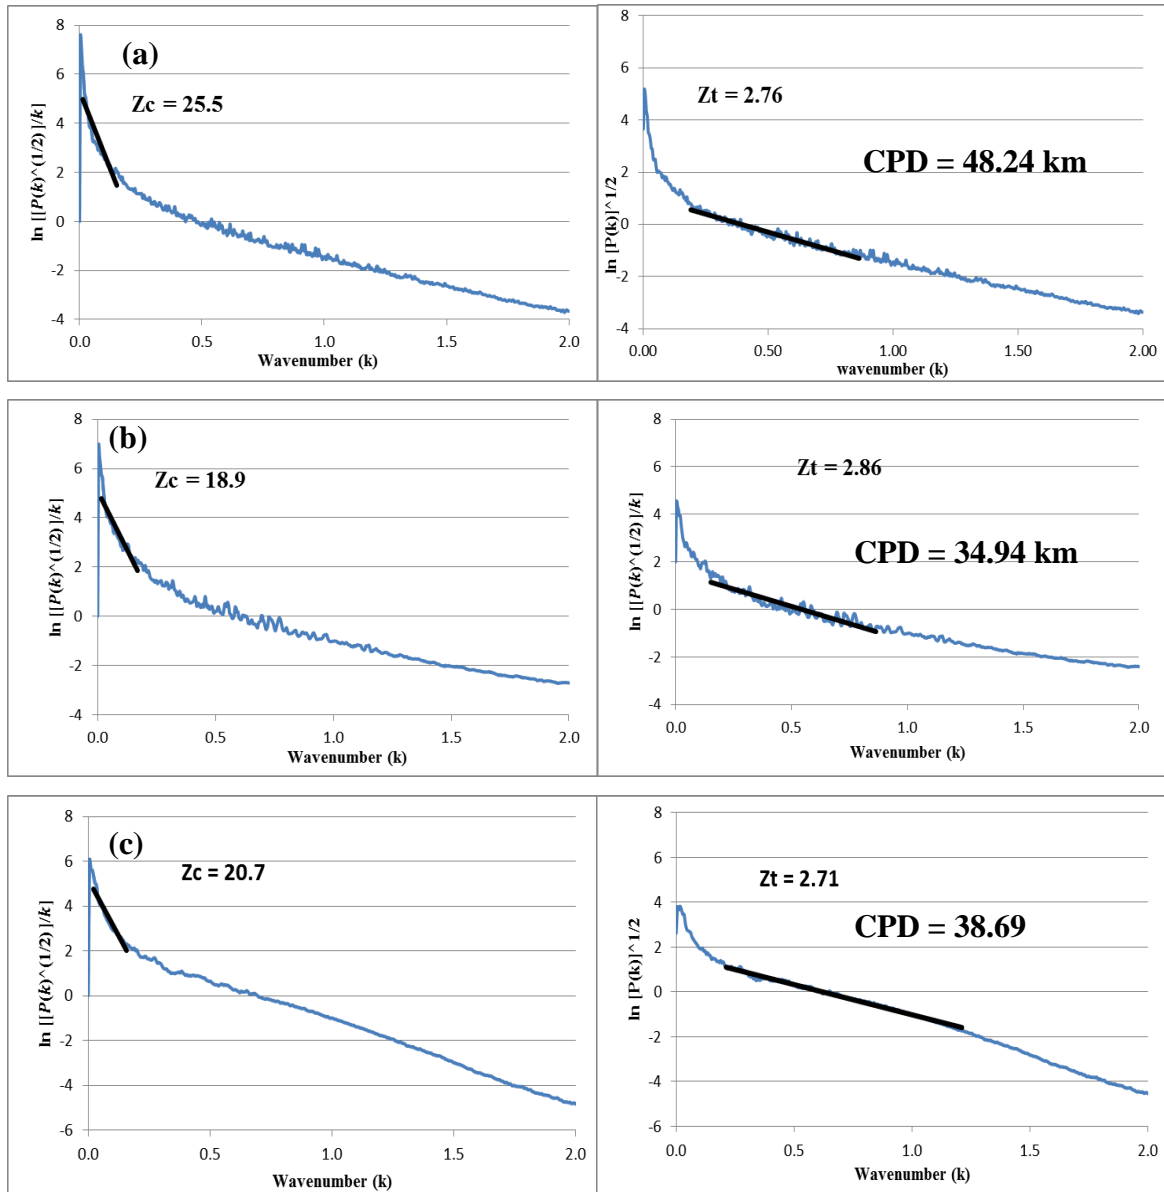 (a)
Zc = 25.5
ln [[P(k)^(1/2) ]/k]
8
6
4
2
0
-2
-4
0.0 0.5 1.0 1.5 2.0
Wavenumber (k)
Zt = 2.76
CPD = 48.24 km
ln [P(k)]^1/2
8
6
4
2
0
-2
-4
0.00 0.50 1.00 1.50 2.00
wavenumber (k)
(b)
Zc = 18.9
ln [[P(k)^(1/2) ]/k]
8
6
4
2
0
-2
-4
0.0 0.5 1.0 1.5 2.0
Wavenumber (k)
Zt = 2.86
CPD = 34.94 km
ln [[P(k)^(1/2) ]/k]
8
6
4
2
0
-2
-4
0.0 0.5 1.0 1.5 2.0
Wavenumber (k)
(c)
Zc = 20.7
ln [[P(k)^(1/2) ]/k]
8
6
4
2
0
-2
-4
-6
0.0 0.5 1.0 1.5 2.0
Wavenumber (k)
Zt = 2.71
CPD = 38.69
ln [P(k)]^1/2
8
6
4
2
0
-2
-4
-6
0.0 0.5 1.0 1.5 2.0
Wavenumber (k)